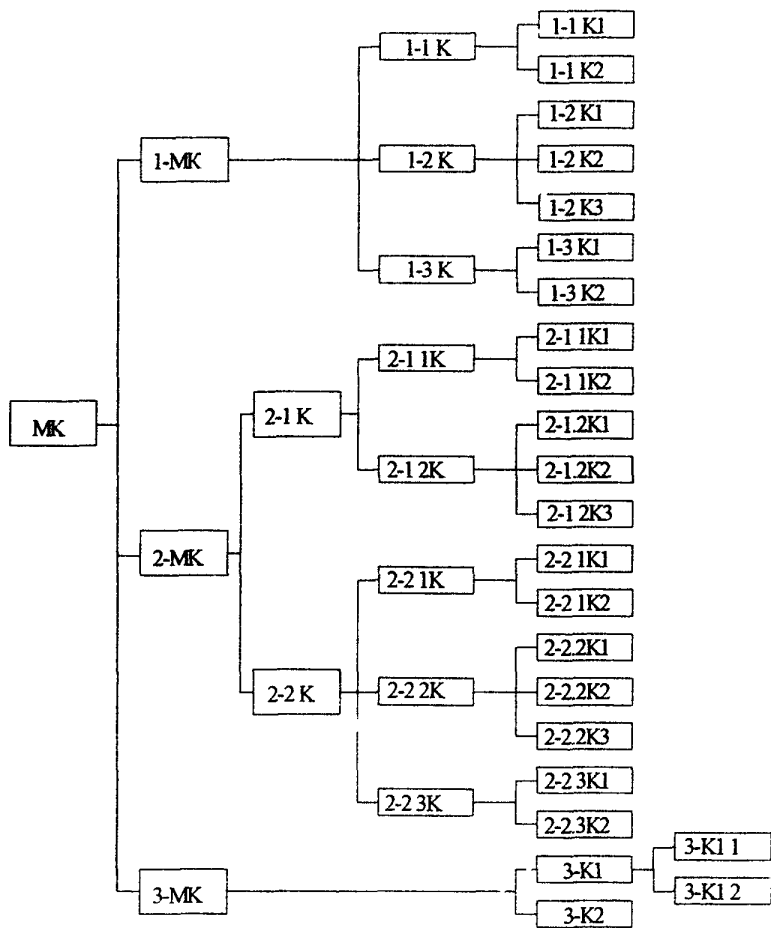 1-1 K1
1-1 K
1-1 K2
1-2 K1
1-MK
1-2 K
1-2 K2
1-2 K3
1-3 K1
1-3 K
1-3 K2
2-1 1K1
2-1 1K
2-1 1K2
MK
2-1 K
2-1.2K1
2-1 2K
2-1.2K2
2-1 2K3
2-MK
2-2 1K1
2-2 1K
2-2 1K2
2-2.2K1
2-2 K
2-2 2K
2-2.2K2
2-2.2K3
2-2 3K1
2-2 3K
2-2.3K2
3-K1 1
3-MK
3-K1
3-K1 2
3-K2